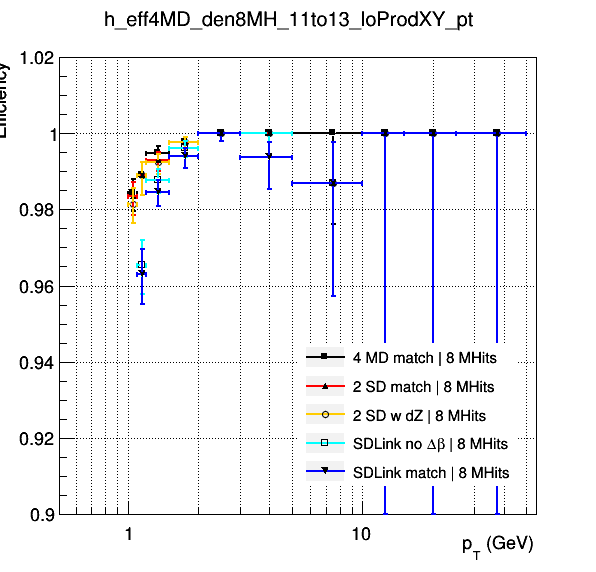 h_eff4MD_den8MH_11to13_loProdXY_pt
Efficiency
1.02
1
0.98
0.96
0.94
0.92
0.9
4 MD match | 8 MHits
2 SD match | 8 MHits
2 SD w dZ | 8 MHits
SDLink no Δβ | 8 MHits
SDLink match | 8 MHits
1
10
p_T (GeV)